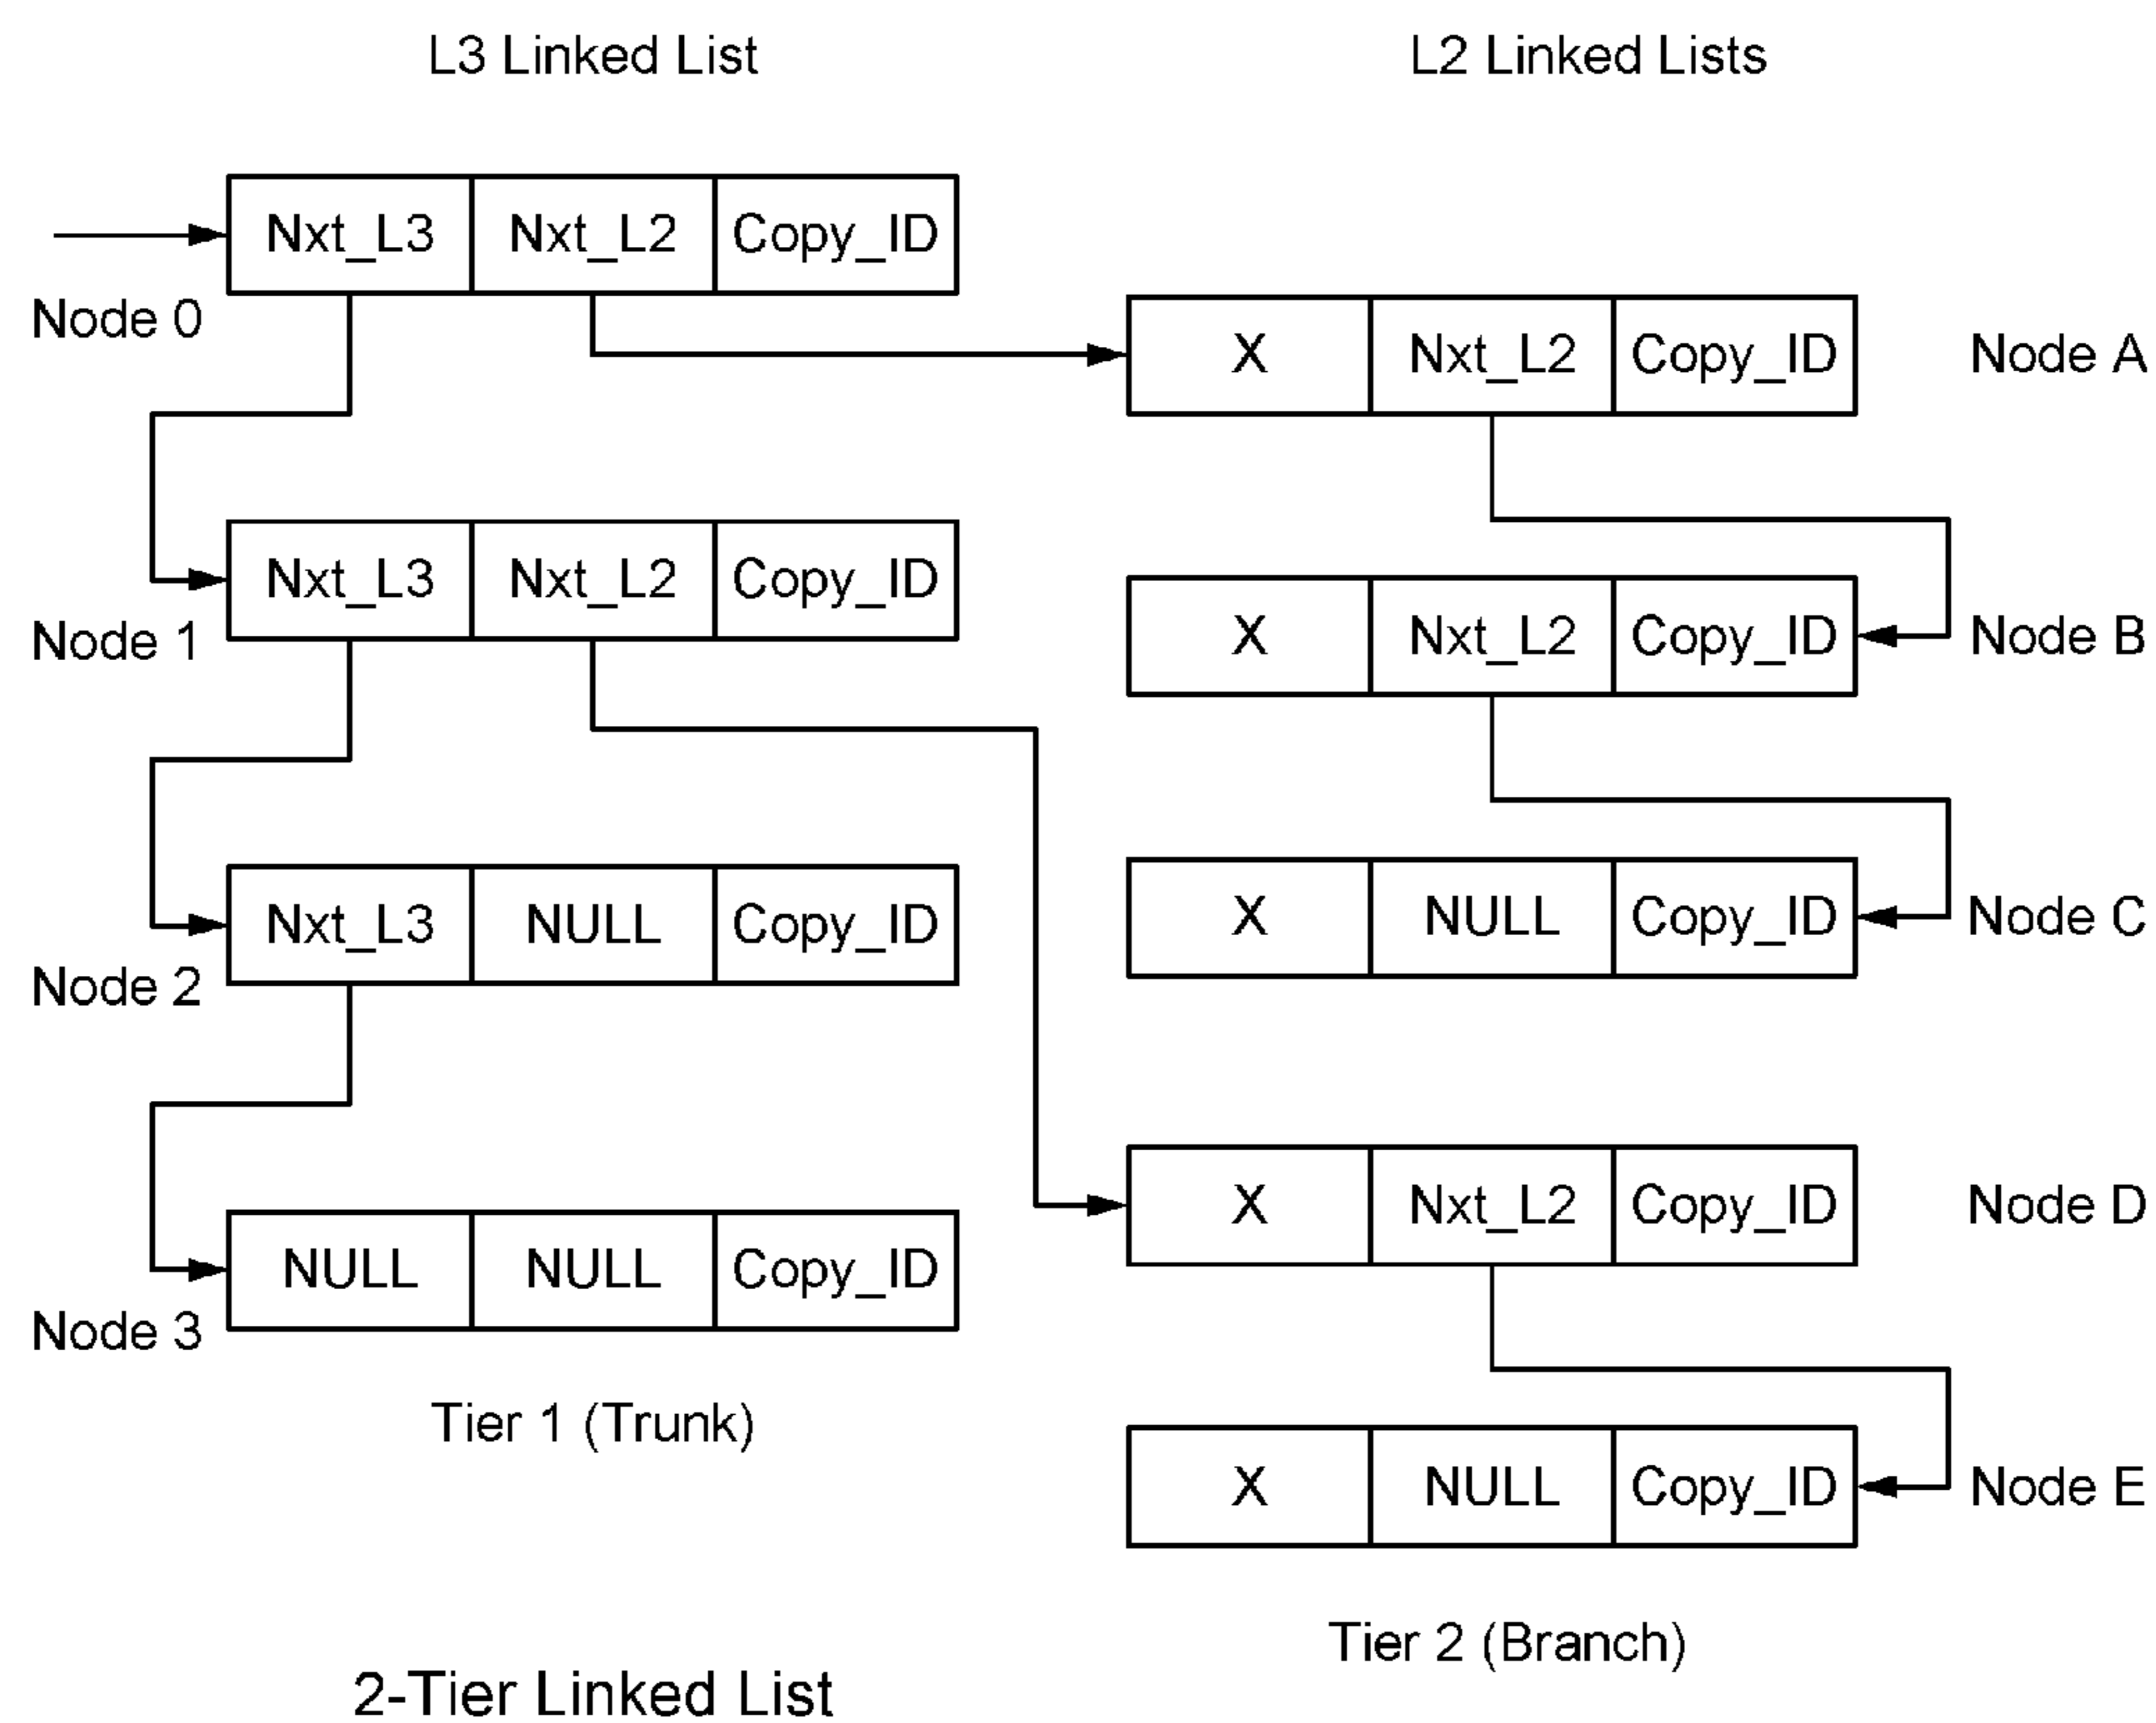 L3 Linked List
L2 Linked Lists
Nxt_L3 Nxt_L2 Copy_ID
Node 0
X Nxt_L2 Copy_ID Node A
Nxt_L3 Nxt_L2 Copy_ID
Node 1
X Nxt_L2 Copy_ID Node B
Nxt_L3 NULL Copy_ID
Node 2
X NULL Copy_ID Node C
NULL NULL Copy_ID
Node 3
X Nxt_L2 Copy_ID Node D
Tier 1 (Trunk)
X NULL Copy_ID Node E
Tier 2 (Branch)
2-Tier Linked List